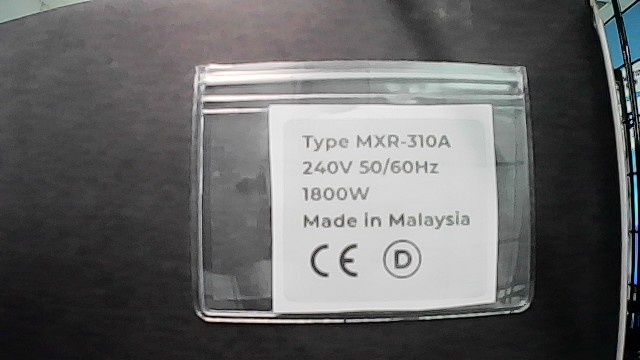 Type MXR-310A
240V 50/60Hz
1800W
Made in Malaysia
CE D